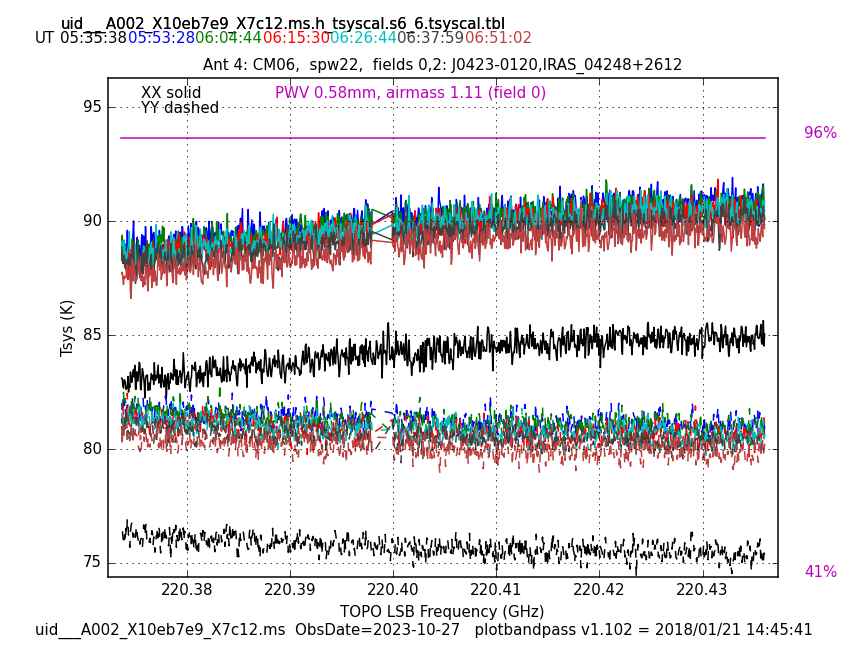 uid___A002_X10eb7e9_X7c12.ms.h_tsyscal.s6_6.tsyscal.tbl
UT 05:35:38 05:53:28 06:04:44 06:15:30 06:26:44 06:37:59 06:51:02
Ant 4: CM06, spw22, fields 0,2: J0423-0120,IRAS_04248+2612
XX solid PWV 0.58mm, airmass 1.11 (field 0)
YY dashed
95
96%
90
85
Tsys (K)
80
75
41%
220.38 220.39 220.40 220.41 220.42 220.43
TOPO LSB Frequency (GHz)
uid___A002_X10eb7e9_X7c12.ms ObsDate=2023-10-27 plotbandpass v1.102 = 2018/01/21 14:45:41